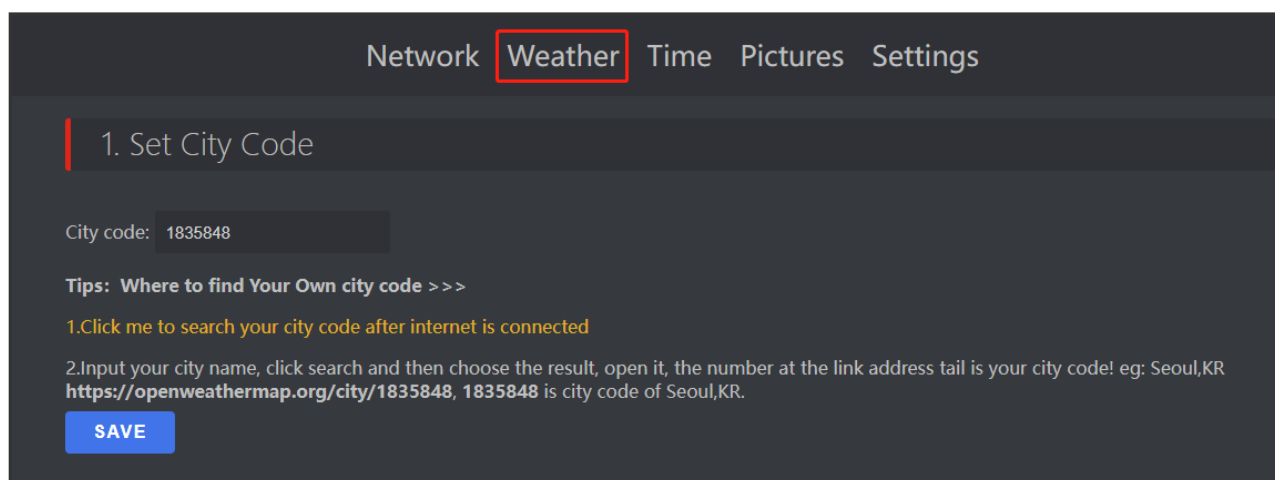 Network Weather Time Pictures Settings
1. Set City Code
City code: 1835848
Tips: Where to find Your Own city code >>>
1.Click me to search your city code after internet is connected
2.Input your city name, click search and then choose the result, open it, the number at the link address tail is your city code! eg: Seoul,KR
https://openweathermap.org/city/1835848, 1835848 is city code of Seoul,KR.
SAVE